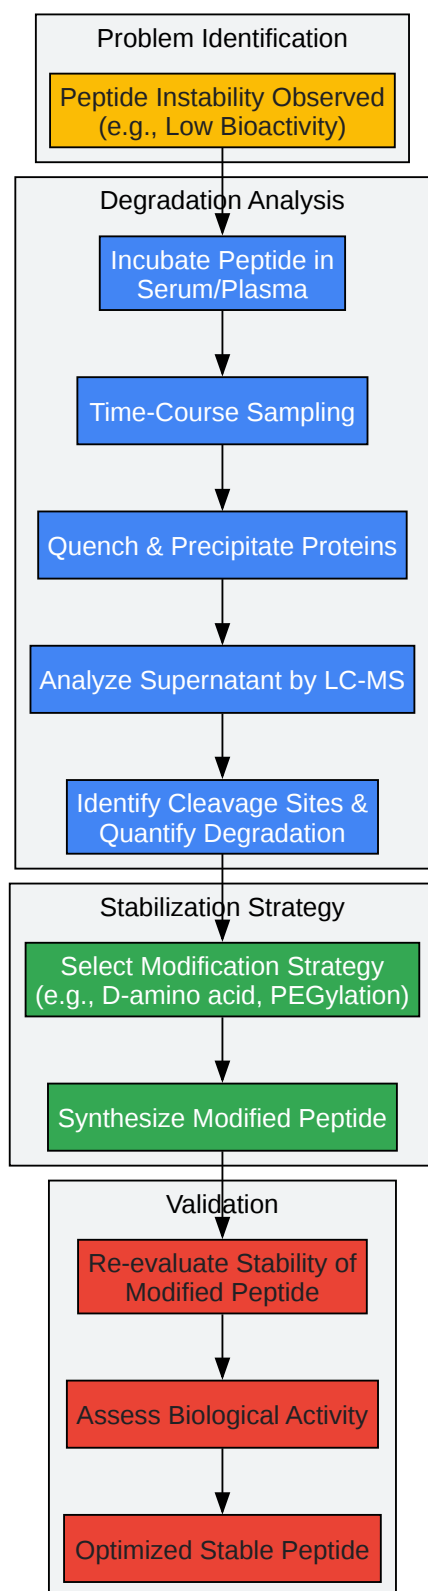 Problem Identification
Peptide Instability Observed
(e.g., Low Bioactivity)
Degradation Analysis
Incubate Peptide in
Serum/Plasma
Time-Course Sampling
Quench & Precipitate Proteins
Analyze Supernatant by LC-MS
Identify Cleavage Sites &
Quantify Degradation
Stabilization Strategy
Select Modification Strategy
(e.g., D-amino acid, PEGylation)
Synthesize Modified Peptide
Validation
Re-evaluate Stability of
Modified Peptide
Assess Biological Activity
Optimized Stable Peptide